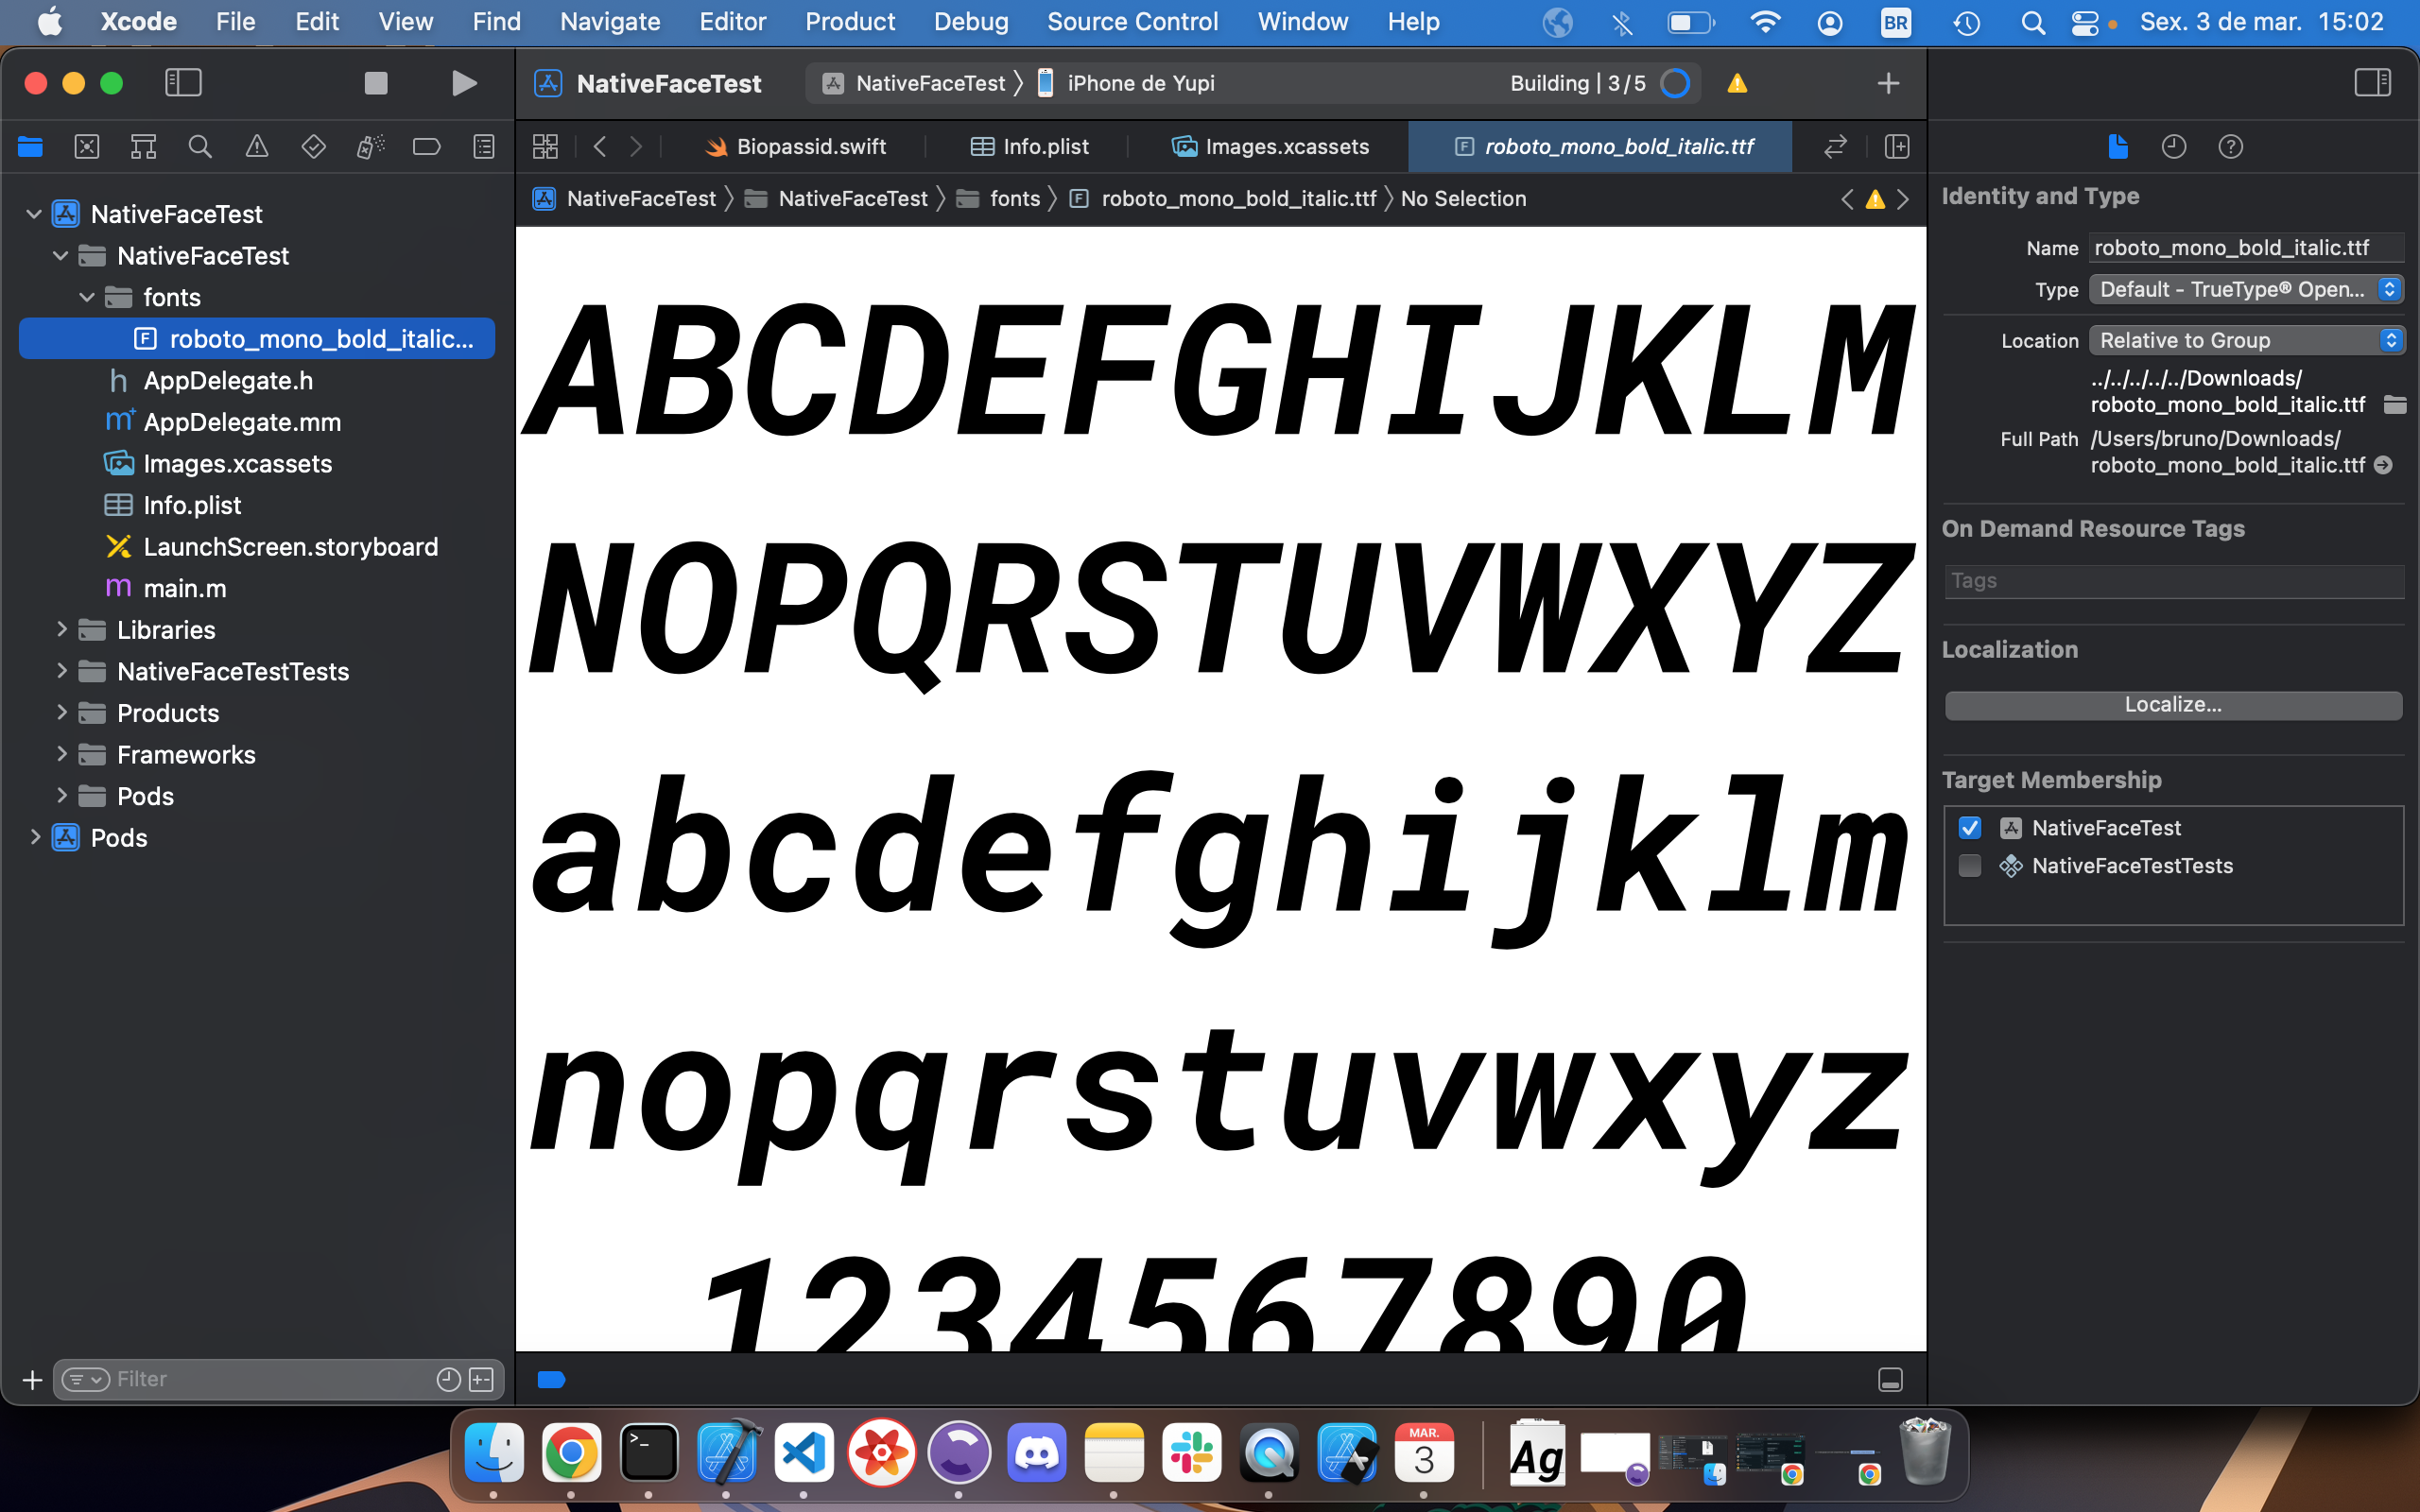 Xcode File Edit View Find Navigate Editor Product Debug Source Control Window Help BR Sex. 3 de mar. 15:02
NativeFaceTest NativeFaceTest iPhone de Yupi Building | 3/5
Biopassid.swift Info.plist Images.xcassets roboto_mono_bold_italic.ttf
NativeFaceTest NativeFaceTest fonts roboto_mono_bold_italic.ttf No Selection
NativeFaceTest
NativeFaceTest
fonts
roboto_mono_bold_italic...
AppDelegate.h
AppDelegate.mm
Images.xcassets
Info.plist
LaunchScreen.storyboard
main.m
Libraries
NativeFaceTestTests
Products
Frameworks
Pods
Pods
Filter
ABCDEFGHIJKLM
NOPQRSTUVWXYZ
abcdefghijklm
nopqrstuvwxyz
1234567890
Identity and Type
Name roboto_mono_bold_italic.ttf
Type Default - TrueType® Open...
Location Relative to Group
../../../../../Downloads/
roboto_mono_bold_italic.ttf
Full Path /Users/bruno/Downloads/
roboto_mono_bold_italic.ttf
On Demand Resource Tags
Tags
Localization
Localize...
Target Membership
NativeFaceTest
NativeFaceTestTests
MAR.
3
Ag